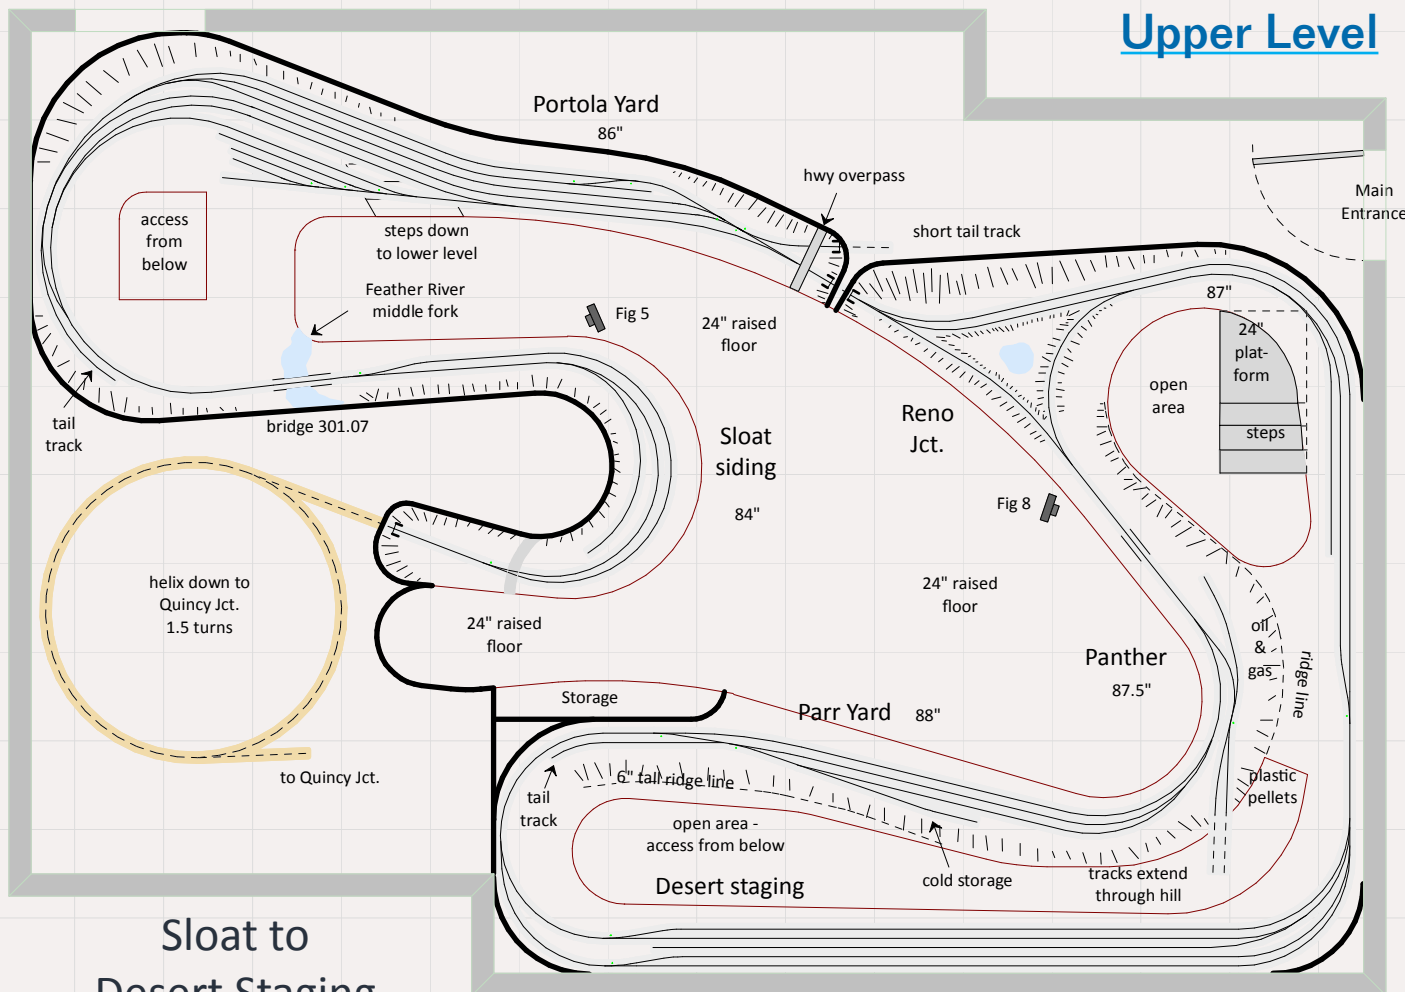 Upper Level
Portola Yard
86"
hwy overpass
Main
Entrance
short tail track
access
from
below
steps down
to lower level
Feather River
middle fork
Fig 5
24" raised
floor
87"
24"
plat-
form
open
area
steps
Reno
Jct.
tail
track
bridge 301.07
Sloat
siding
84"
Fig 8
helix down to
Quincy Jct.
1.5 turns
24" raised
floor
24" raised
floor
oil
&
gas
ridge line
Panther
87.5"
Storage
Parr Yard 88"
to Quincy Jct.
6" tall ridge line
plastic
pellets
tail
track
open area -
access from below
cold storage
tracks extend
through hill
Desert staging
Sloat to
Desert Staging